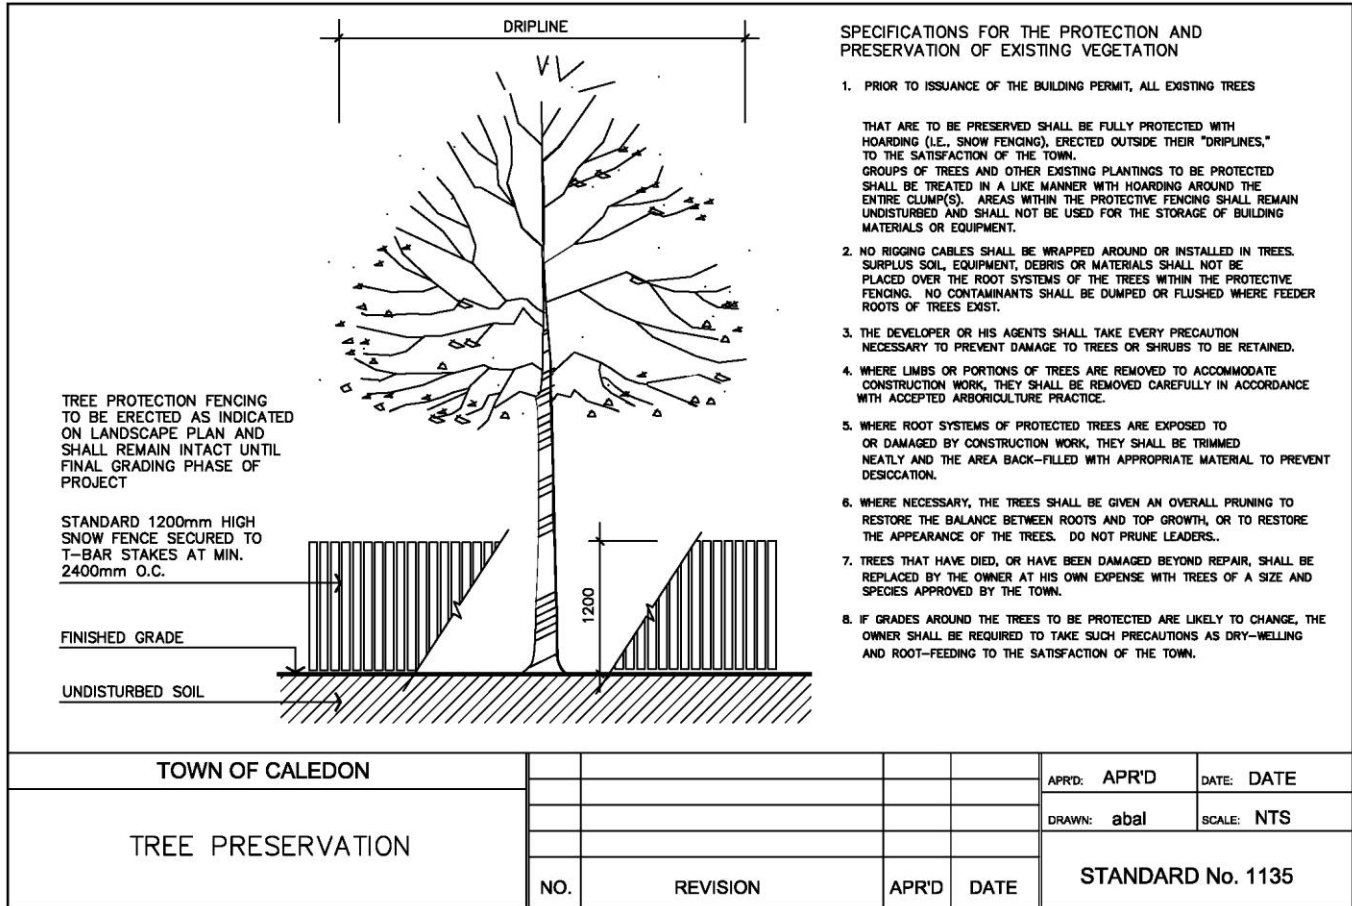 DRIPLINE
TREE PROTECTION FENCING
TO BE ERECTED AS INDICATED
ON LANDSCAPE PLAN AND
SHALL REMAIN INTACT UNTIL
FINAL GRADING PHASE OF
PROJECT
STANDARD 1200mm HIGH
SNOW FENCE SECURED TO
T-BAR STAKES AT MIN.
2400mm O.C.
FINISHED GRADE
UNDISTURBED SOIL
1200
SPECIFICATIONS FOR THE PROTECTION AND
PRESERVATION OF EXISTING VEGETATION
1. PRIOR TO ISSUANCE OF THE BUILDING PERMIT, ALL EXISTING TREES
THAT ARE TO BE PRESERVED SHALL BE FULLY PROTECTED WITH
HOARDING (I.E., SNOW FENCING), ERECTED OUTSIDE THEIR "DRIPLINES,"
TO THE SATISFACTION OF THE TOWN.
GROUPS OF TREES AND OTHER EXISTING PLANTINGS TO BE PROTECTED
SHALL BE TREATED IN A LIKE MANNER WITH HOARDING AROUND THE
ENTIRE CLUMP(S). AREAS WITHIN THE PROTECTIVE FENCING SHALL REMAIN
UNDISTURBED AND SHALL NOT BE USED FOR THE STORAGE OF BUILDING
MATERIALS OR EQUIPMENT.
2. NO RIGGING CABLES SHALL BE WRAPPED AROUND OR INSTALLED IN TREES.
SURPLUS SOIL, EQUIPMENT, DEBRIS OR MATERIALS SHALL NOT BE
PLACED OVER THE ROOT SYSTEMS OF THE TREES WITHIN THE PROTECTIVE
FENCING. NO CONTAMINANTS SHALL BE DUMPED OR FLUSHED WHERE FEEDER
ROOTS OF TREES EXIST.
3. THE DEVELOPER OR HIS AGENTS SHALL TAKE EVERY PRECAUTION
NECESSARY TO PREVENT DAMAGE TO TREES OR SHRUBS TO BE RETAINED.
4. WHERE LIMBS OR PORTIONS OF TREES ARE REMOVED TO ACCOMMODATE
CONSTRUCTION WORK, THEY SHALL BE REMOVED CAREFULLY IN ACCORDANCE
WITH ACCEPTED ARBORICULTURE PRACTICE.
5. WHERE ROOT SYSTEMS OF PROTECTED TREES ARE EXPOSED TO
OR DAMAGED BY CONSTRUCTION WORK, THEY SHALL BE TRIMMED
NEATLY AND THE AREA BACK-FILLED WITH APPROPRIATE MATERIAL TO PREVENT
DESICCATION.
6. WHERE NECESSARY, THE TREES SHALL BE GIVEN AN OVERALL PRUNING TO
RESTORE THE BALANCE BETWEEN ROOTS AND TOP GROWTH, OR TO RESTORE
THE APPEARANCE OF THE TREES. DO NOT PRUNE LEADERS..
7. TREES THAT HAVE DIED, OR HAVE BEEN DAMAGED BEYOND REPAIR, SHALL BE
REPLACED BY THE OWNER AT HIS OWN EXPENSE WITH TREES OF A SIZE AND
SPECIES APPROVED BY THE TOWN.
8. IF GRADES AROUND THE TREES TO BE PROTECTED ARE LIKELY TO CHANGE, THE
OWNER SHALL BE REQUIRED TO TAKE SUCH PRECAUTIONS AS DRY-WELLING
AND ROOT-FEEDING TO THE SATISFACTION OF THE TOWN.
TOWN OF CALEDON
TREE PRESERVATION
NO. REVISION APR'D DATE
APR'D: APR'D DATE: DATE
DRAWN: abal SCALE: NTS
STANDARD No. 1135